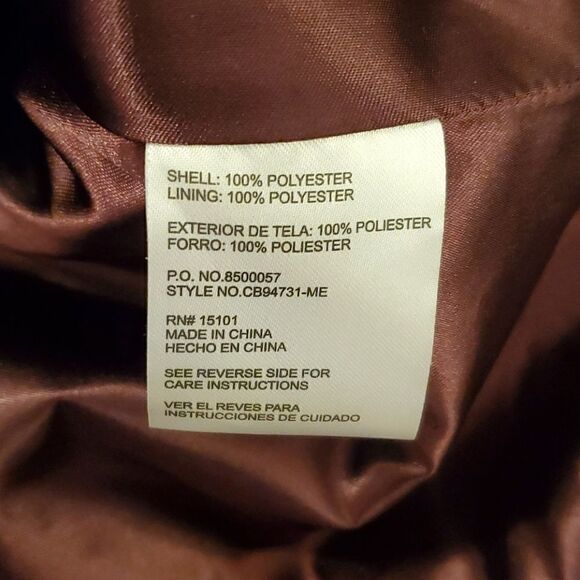 SHELL: 100% POLYESTER
LINING: 100% POLYESTER
EXTERIOR DE TELA: 100% POLIESTER
FORRO: 100% POLIESTER
P.O. NO.8500057
STYLE NO.CB94731-ME
RN# 15101
MADE IN CHINA
HECHO EN CHINA
SEE REVERSE SIDE FOR
CARE INSTRUCTIONS
VER EL REVES PARA
INSTRUCCIONES DE CUIDADO